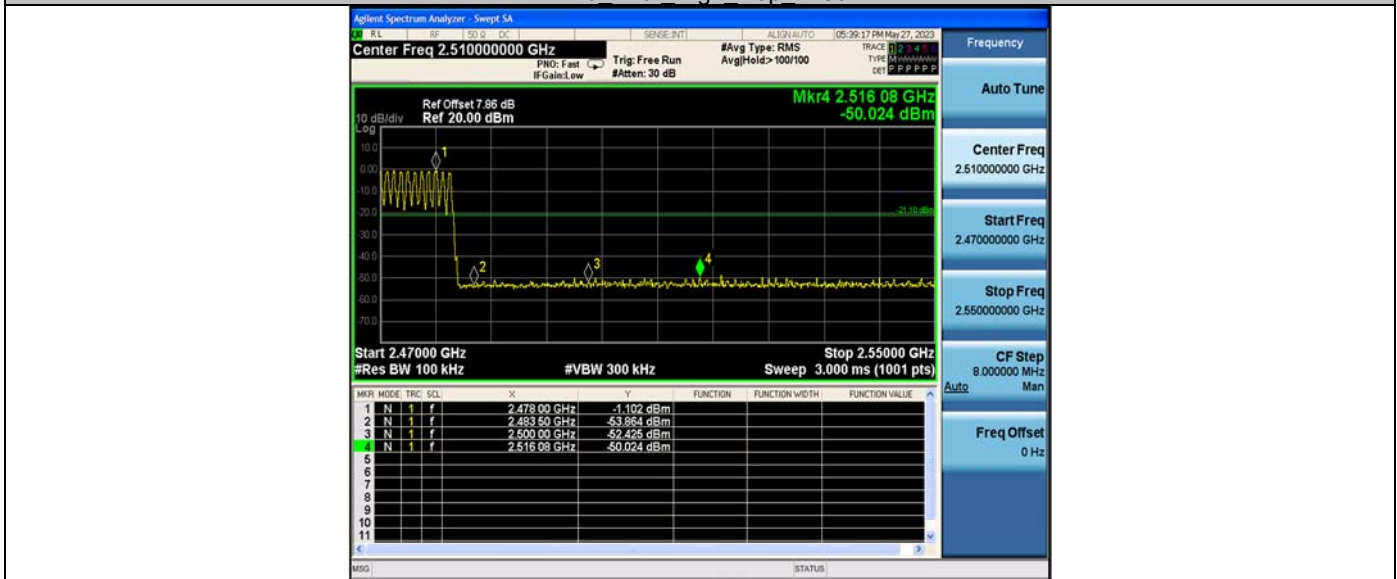 Agilent Spectrum Analyzer - Swept SA
RL RF 50 Ω DC SENSE:INT ALIGN AUTO 05:39:17 PM May 27, 2023
Center Freq 2.510000000 GHz
PNO: Fast
IFGain:Low
Trig: Free Run
#Atten: 30 dB
#Avg Type: RMS
Avg|Hold:> 100/100
TRACE 1 2 3 4 5 6
TYPE M WWWWW
DET P P P P P P
Ref Offset 7.86 dB
10 dB/div Ref 20.00 dBm
Log
Mkr4 2.516 08 GHz
-50.024 dBm
10.0
0.00
-10.0
-20.0
-30.0
-40.0
-50.0
-60.0
-70.0
1
2
3
4
-21.10 dBm
Start 2.47000 GHz Stop 2.55000 GHz
#Res BW 100 kHz #VBW 300 kHz Sweep 3.000 ms (1001 pts)
MKR MODE TRC SCL X Y FUNCTION FUNCTION WIDTH FUNCTION VALUE
1 N 1 f 2.478 00 GHz -1.102 dBm
2 N 1 f 2.483 50 GHz -53.864 dBm
3 N 1 f 2.500 00 GHz -52.425 dBm
4 N 1 f 2.516 08 GHz -50.024 dBm
5
6
7
8
9
10
11
MSG STATUS
Frequency
Auto Tune
Center Freq
2.510000000 GHz
Start Freq
2.470000000 GHz
Stop Freq
2.550000000 GHz
CF Step
8.000000 MHz
Auto Man
Freq Offset
0 Hz